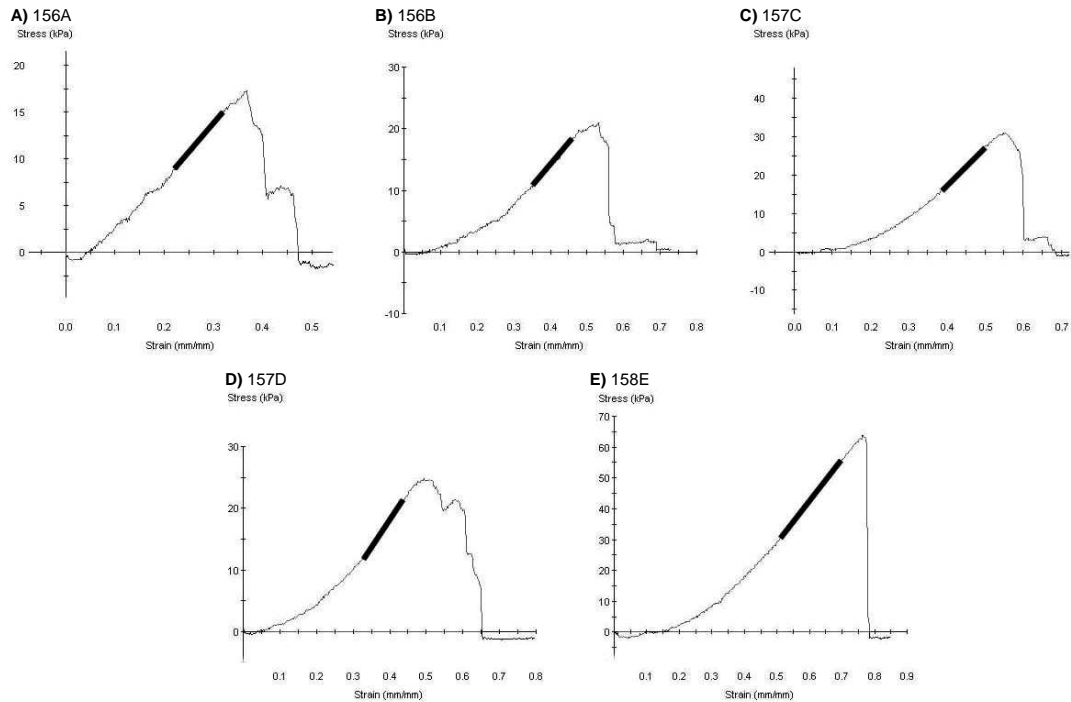 A) 156A
Stress (kPa)
20
15
10
5
0
0.0 0.1 0.2 0.3 0.4 0.5
Strain (mm/mm)
B) 156B
Stress (kPa)
30
20
10
0
-10
0.1 0.2 0.3 0.4 0.5 0.6 0.7 0.8
Strain (mm/mm)
C) 157C
Stress (kPa)
40
30
20
10
0
-10
0.0 0.1 0.2 0.3 0.4 0.5 0.6 0.7
Strain (mm/mm)
D) 157D
Stress (kPa)
30
20
10
0
0.1 0.2 0.3 0.4 0.5 0.6 0.7 0.8
Strain (mm/mm)
E) 158E
Stress (kPa)
70
60
50
40
30
20
10
0
0.1 0.2 0.3 0.4 0.5 0.6 0.7 0.8 0.9
Strain (mm/mm)